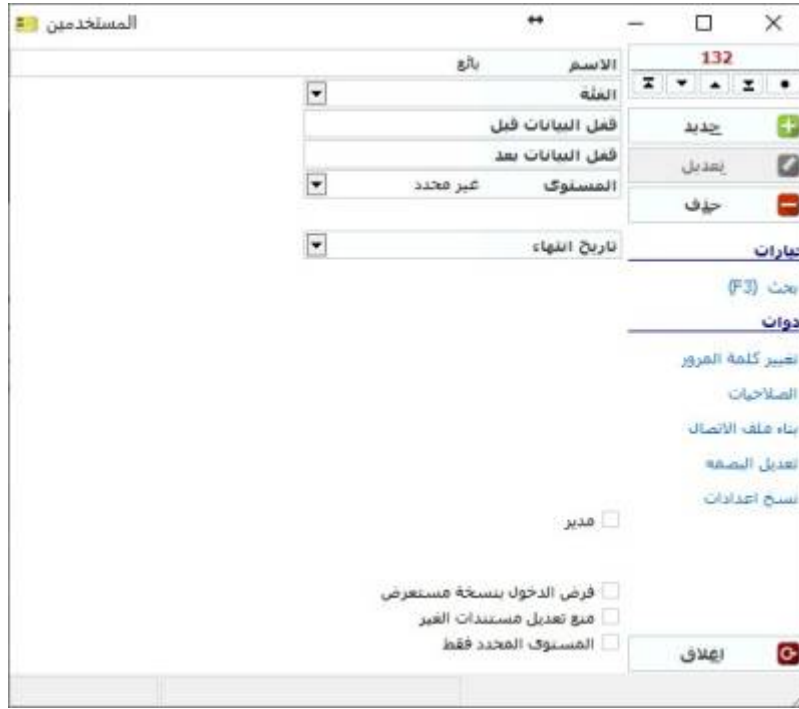 المستخدمين
132
الاسم بائع
الفئة
قفل البيانات قبل
قفل البيانات بعد
المستوى غير محدد
تاريخ انتهاء
جديد
تعديل
حذف
خيارات
بحث (F3)
دوات
تغيير كلمة المرور
الصلاحيات
بناء ملف الاتصال
تعديل البصمه
نسخ اعدادات
مدير
فرض الدخول بنسخة مستعرض
منع تعديل مستندات الغير
المستوى المحدد فقط
اغلاق